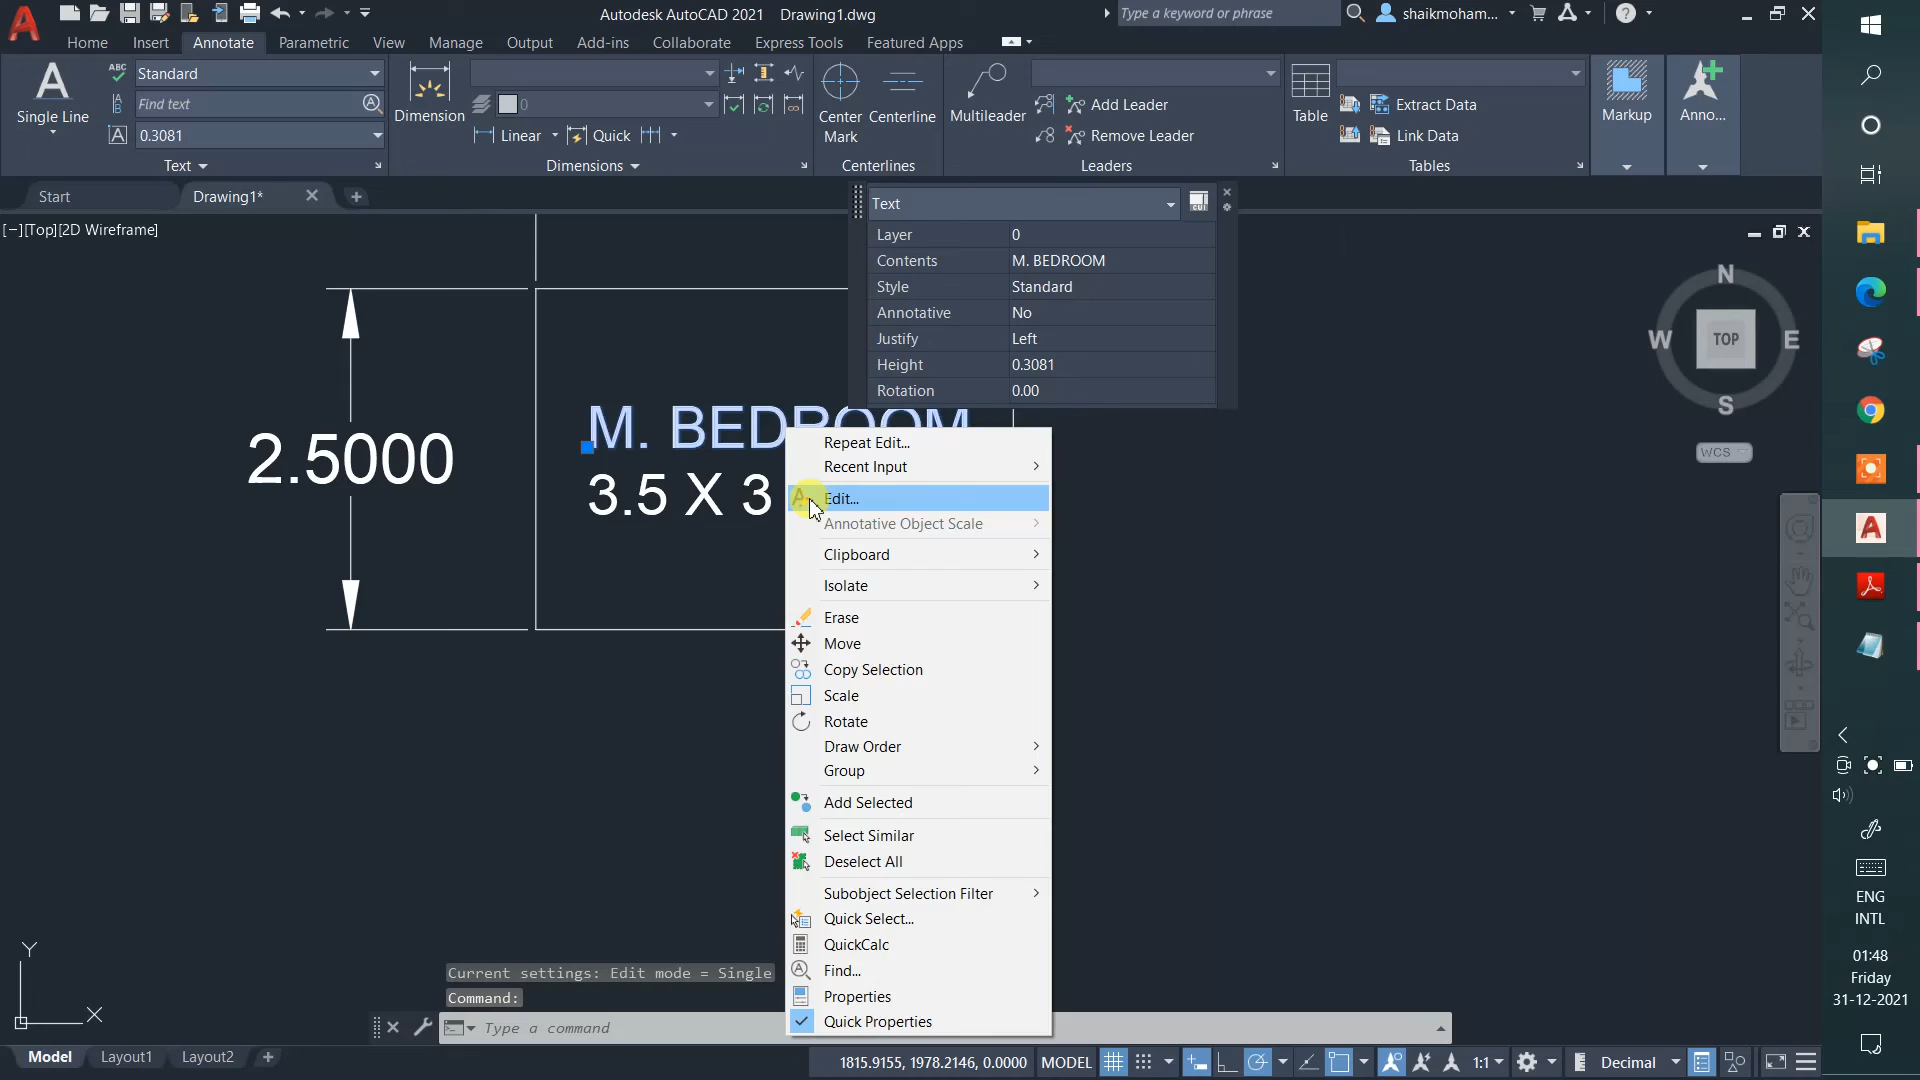 Autodesk AutoCAD 2021 Drawing1.dwg
Type a keyword or phrase
shaikmoham...
Home Insert Annotate Parametric View Manage Output Add-ins Collaborate Express Tools Featured Apps
A
Single Line
ABC
Standard
Find text
0.3081
Text
Dimension
0
Linear
Quick
Dimensions
Center
Mark
Centerline
Centerlines
Multileader
Add Leader
Remove Leader
Leaders
Table
Extract Data
Link Data
Tables
Markup
Anno...
Start
Drawing1*
[−][Top][2D Wireframe]
Text
CUI
Layer 0
Contents M. BEDROOM
Style Standard
Annotative No
Justify Left
Height 0.3081
Rotation 0.00
N
W TOP E
S
WCS
2.5000
M. BEDROOM
3.5 X 3
Repeat Edit...
Recent Input
Edit...
Annotative Object Scale
Clipboard
Isolate
Erase
Move
Copy Selection
Scale
Rotate
Draw Order
Group
Add Selected
Select Similar
Deselect All
Subobject Selection Filter
Quick Select...
QuickCalc
Find...
Properties
Quick Properties
Y
X
Current settings: Edit mode = Single
Command:
Type a command
Model Layout1 Layout2
1815.9155, 1978.2146, 0.0000 MODEL
1:1
Decimal
ENG
INTL
01:48
Friday
31-12-2021